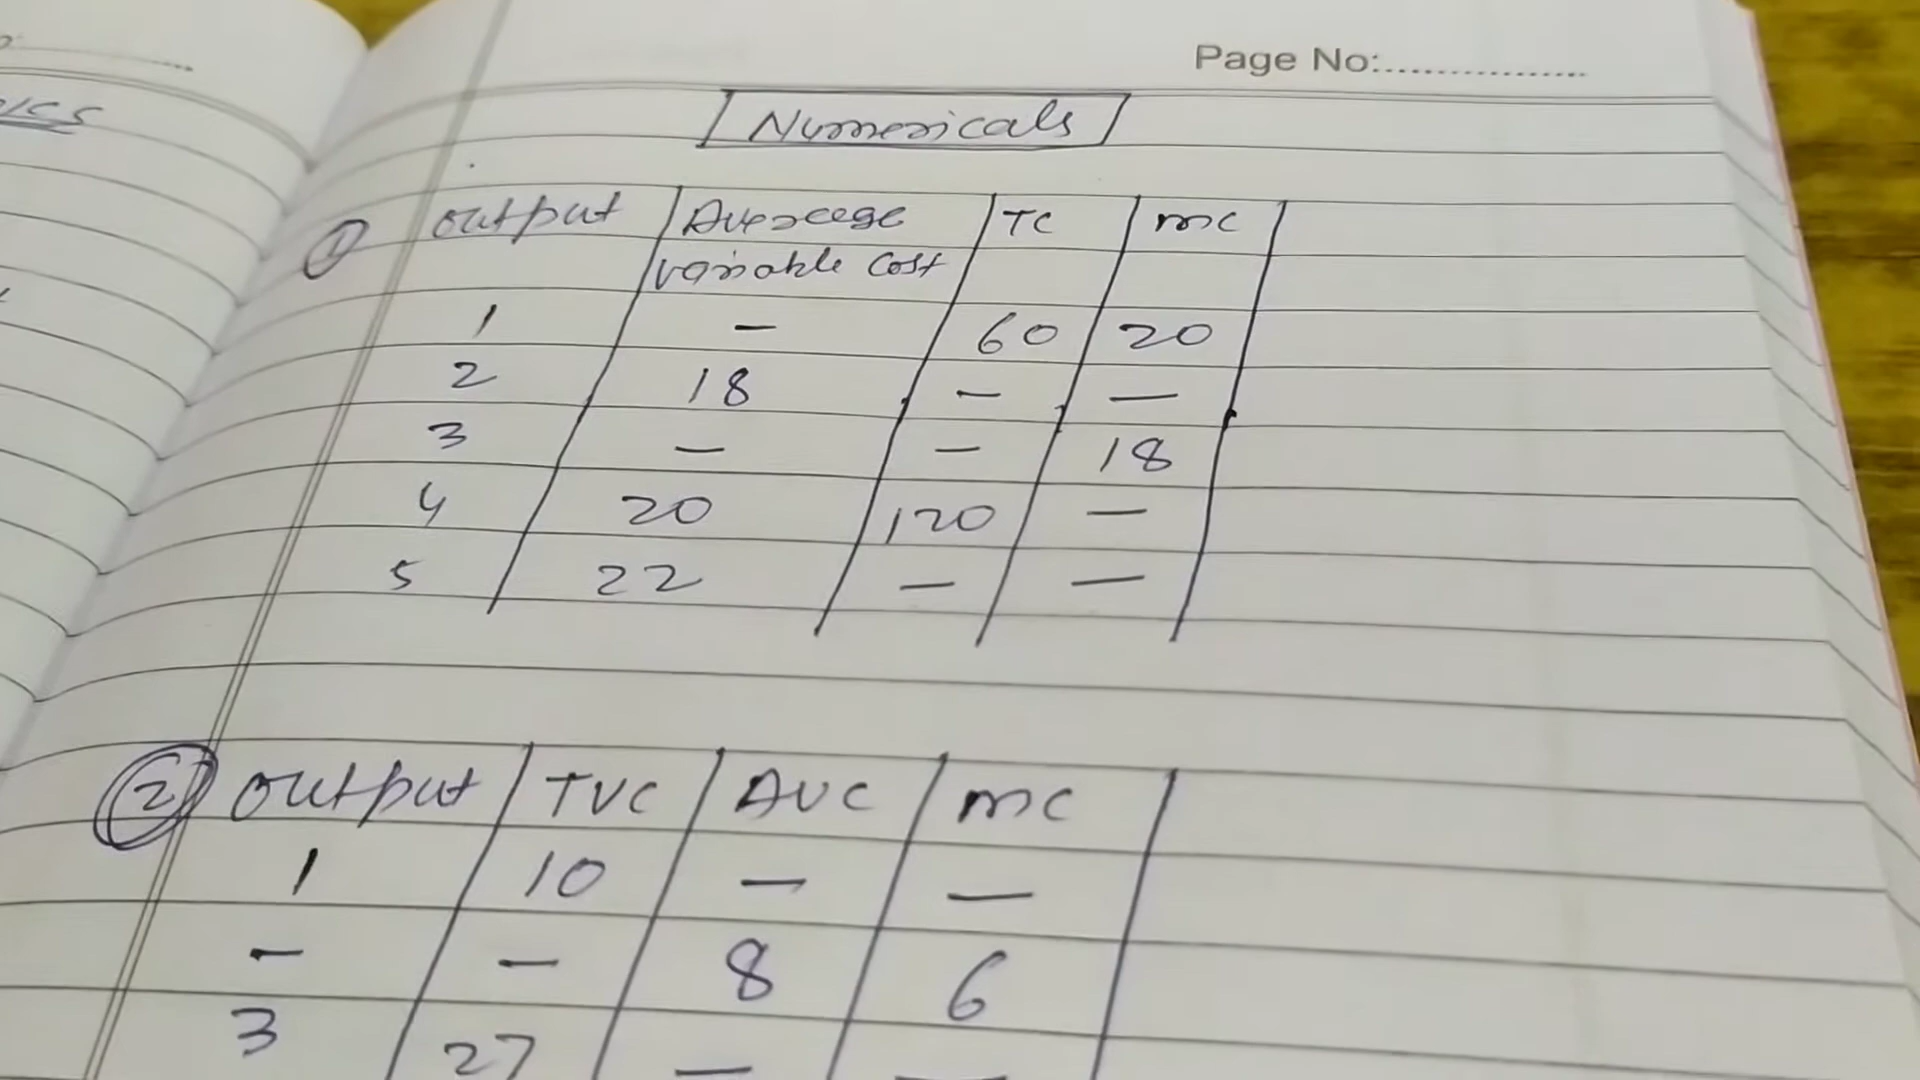 Page No:
ICS
Numericals
① output Average TC mc
variable cost
1 - 60 20
2 18 - -
3 - - 18
4 20 120 -
5 22 - -
② output TVC AVC mc
1 10 - -
- - 8 6
3 27 - -